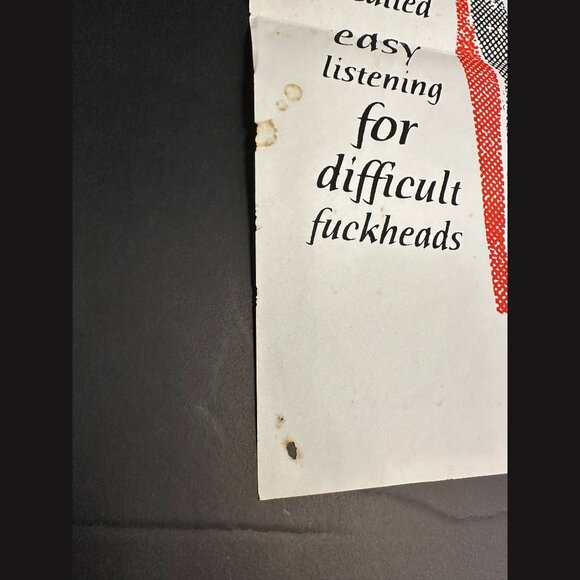 easy
listening
for
difficult
fuckheads